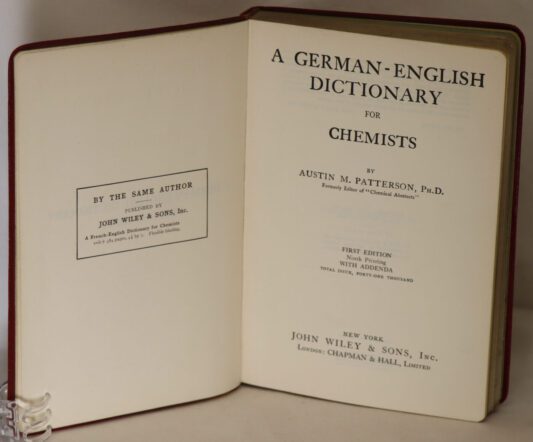 BY THE SAME AUTHOR
PUBLISHED BY
JOHN WILEY & SONS, Inc.
A French-English Dictionary for Chemists
Flexible binding.
A GERMAN-ENGLISH
DICTIONARY
FOR
CHEMISTS
BY
AUSTIN M. PATTERSON, PH.D.
Formerly Editor of "Chemical Abstracts"
FIRST EDITION
Ninth Printing
WITH ADDENDA
TOTAL ISSUE, FORTY-ONE THOUSAND
NEW YORK
JOHN WILEY & SONS, INC.
LONDON: CHAPMAN & HALL, LIMITED